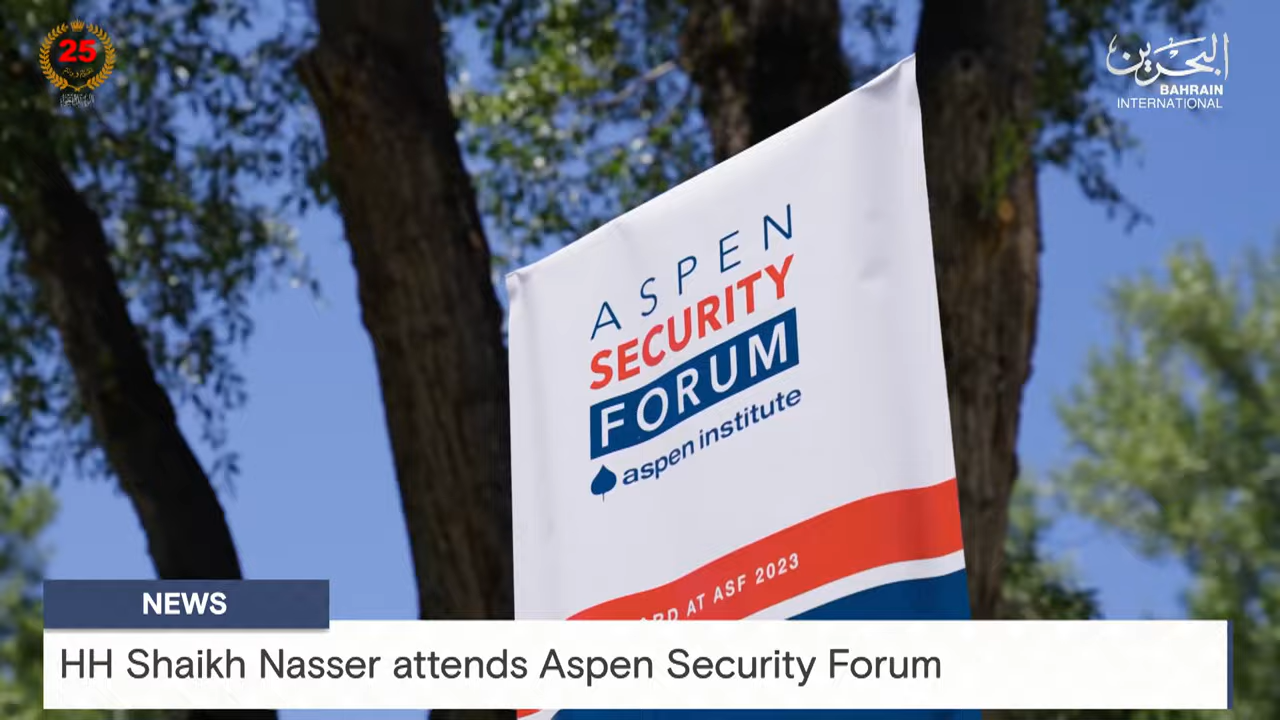 25
البحرين
BAHRAIN
INTERNATIONAL
ASPEN
SECURITY
FORUM
aspen institute
AT ASF 2023
NEWS
HH Shaikh Nasser attends Aspen Security Forum